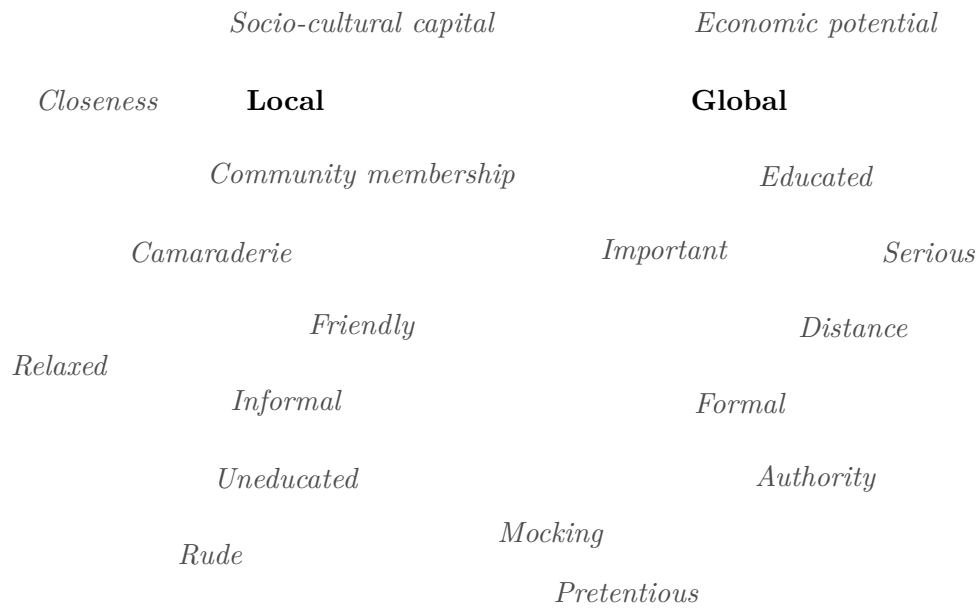 Socio-cultural capital Economic potential
Closeness Local Global
Community membership Educated
Camaraderie Important Serious
Friendly Distance
Relaxed
Informal Formal
Uneducated Authority
Mocking
Rude
Pretentious